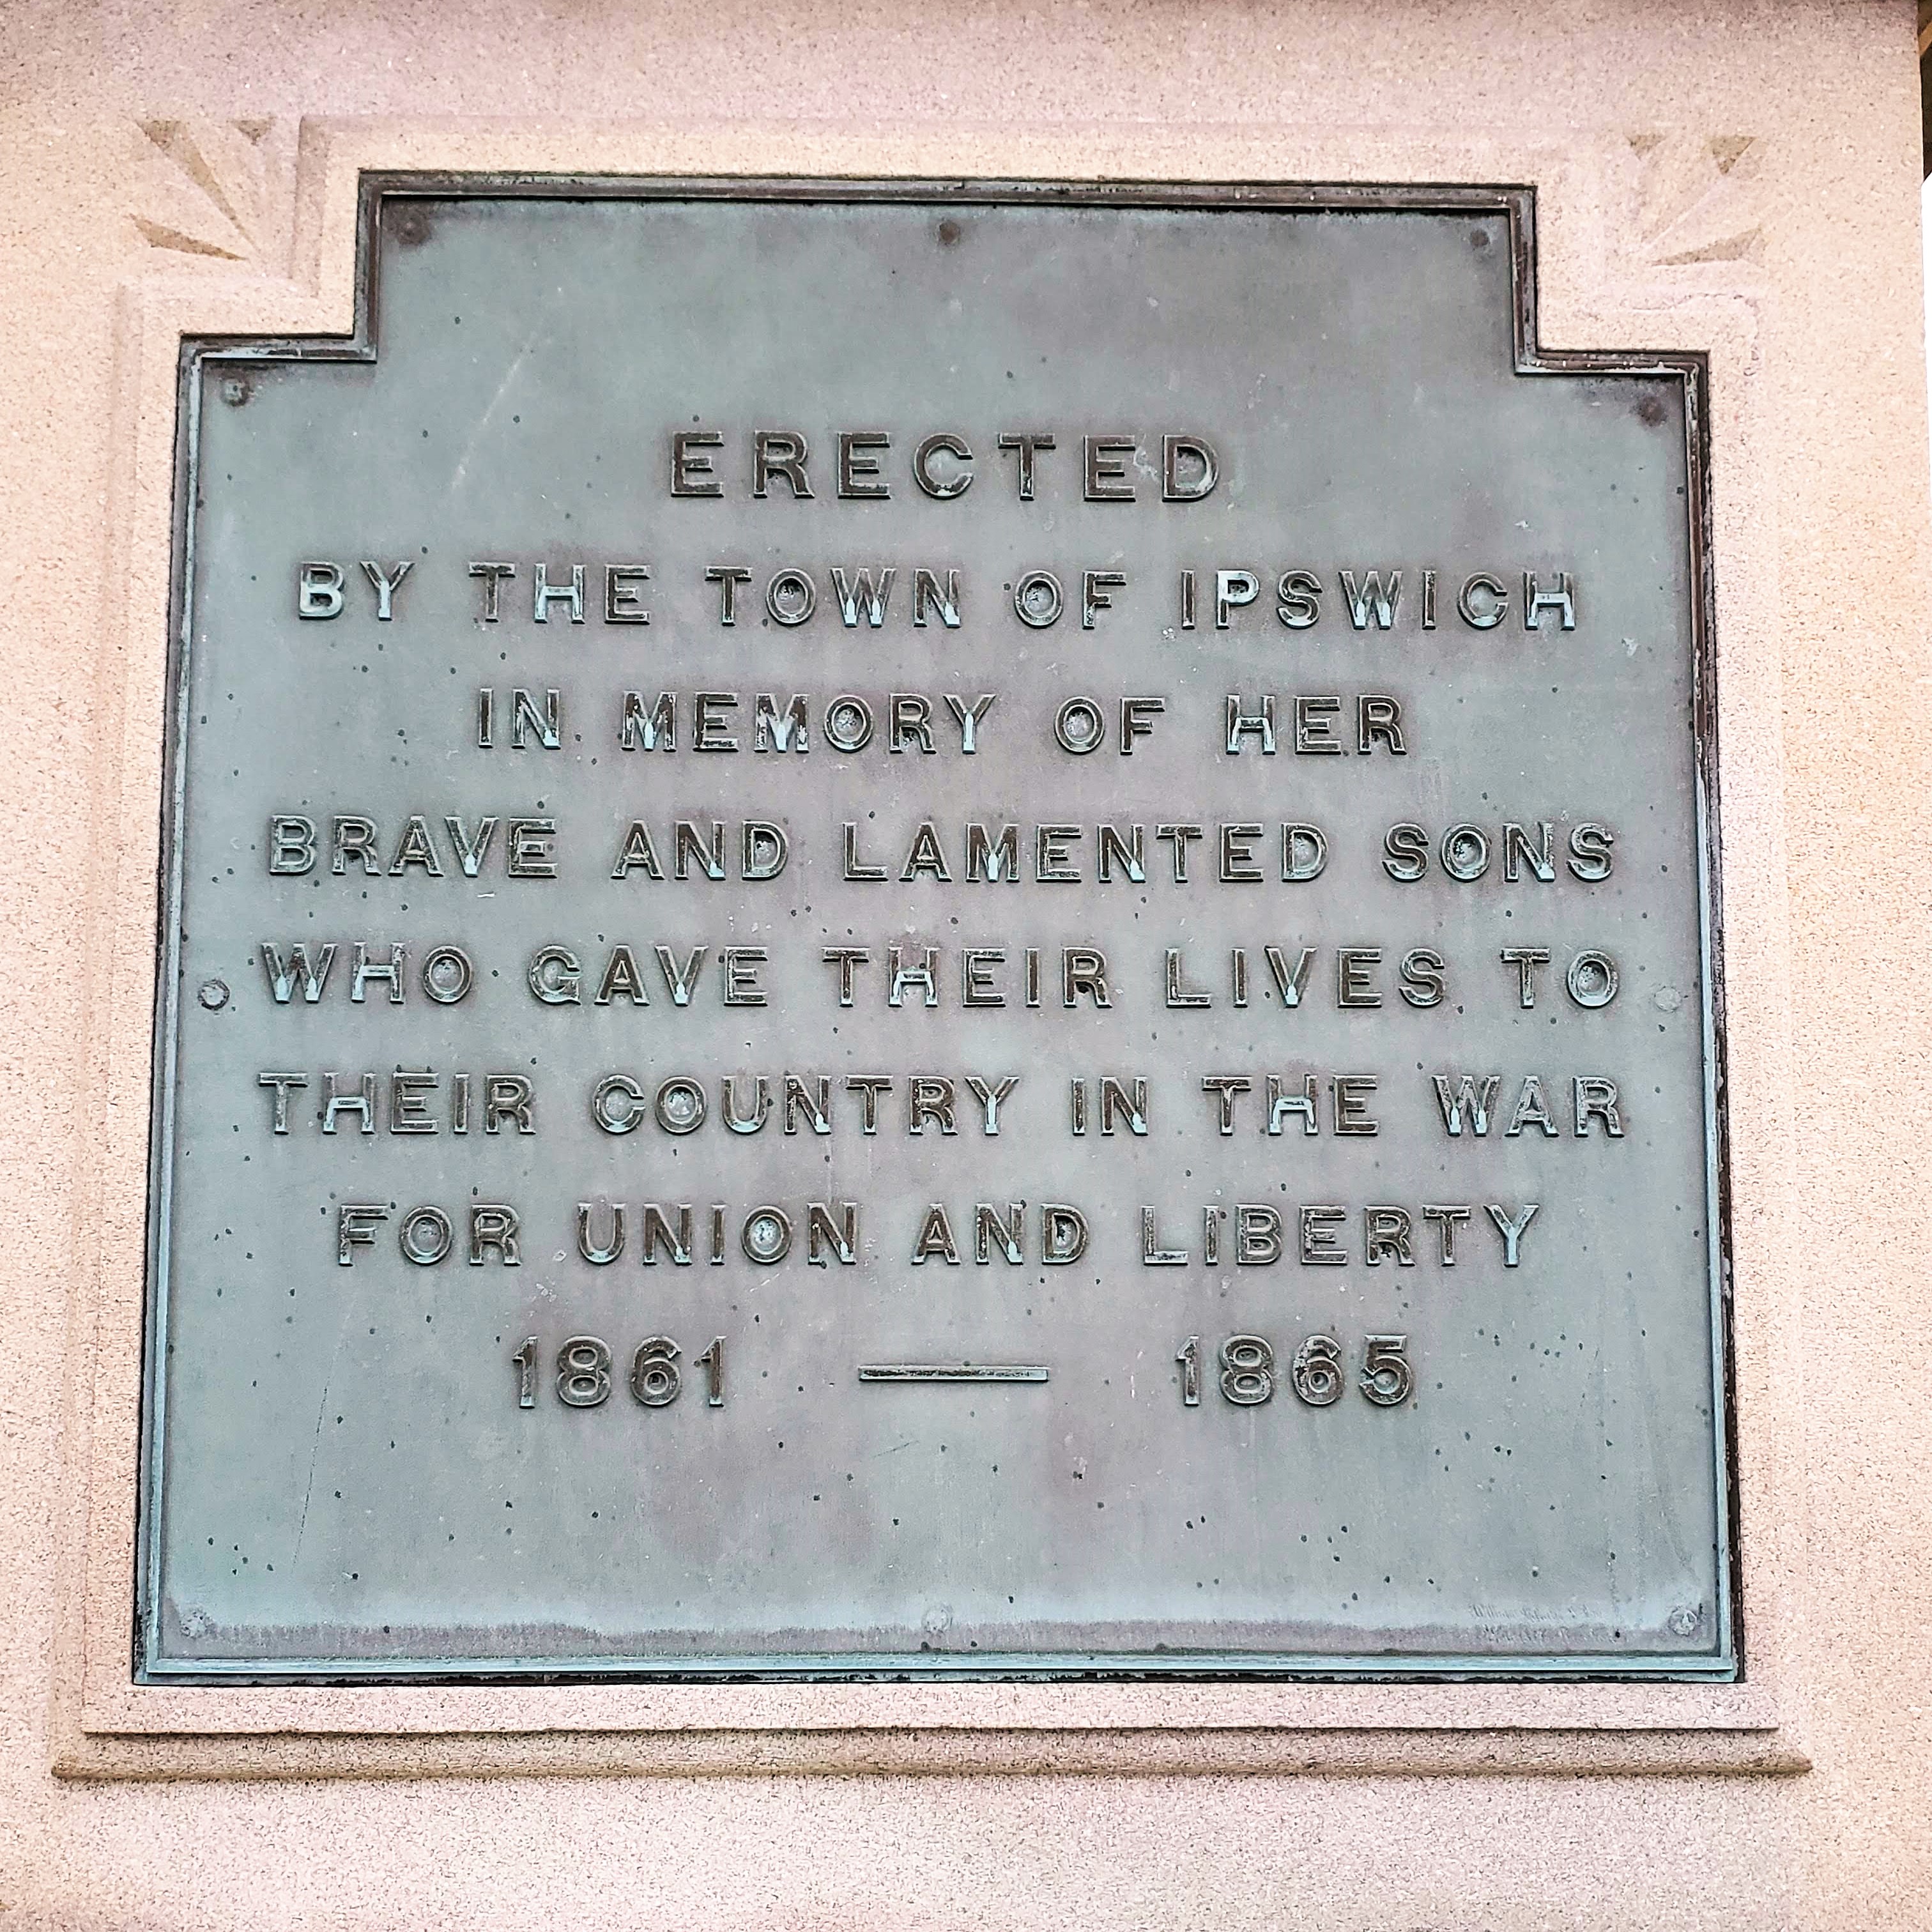 ERECTED
BY THE TOWN OF IPSWICH
IN MEMORY OF HER
BRAVE AND LAMENTED SONS
WHO GAVE THEIR LIVES TO
THEIR COUNTRY IN THE WAR
FOR UNION AND LIBERTY
1861 — 1865